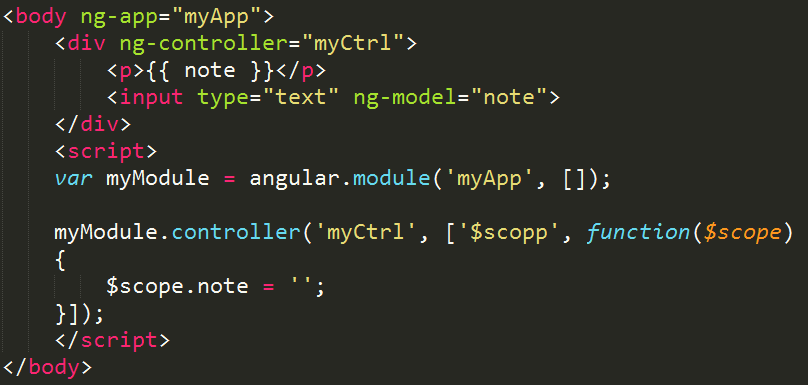 <body ng-app="myApp">
    <div ng-controller="myCtrl">
        <p>{{ note }}</p>
        <input type="text" ng-model="note">
    </div>
    <script>
    var myModule = angular.module('myApp', []);

    myModule.controller('myCtrl', ['$scopp', function($scope)
    {
        $scope.note = '';
    }]);
    </script>
</body>